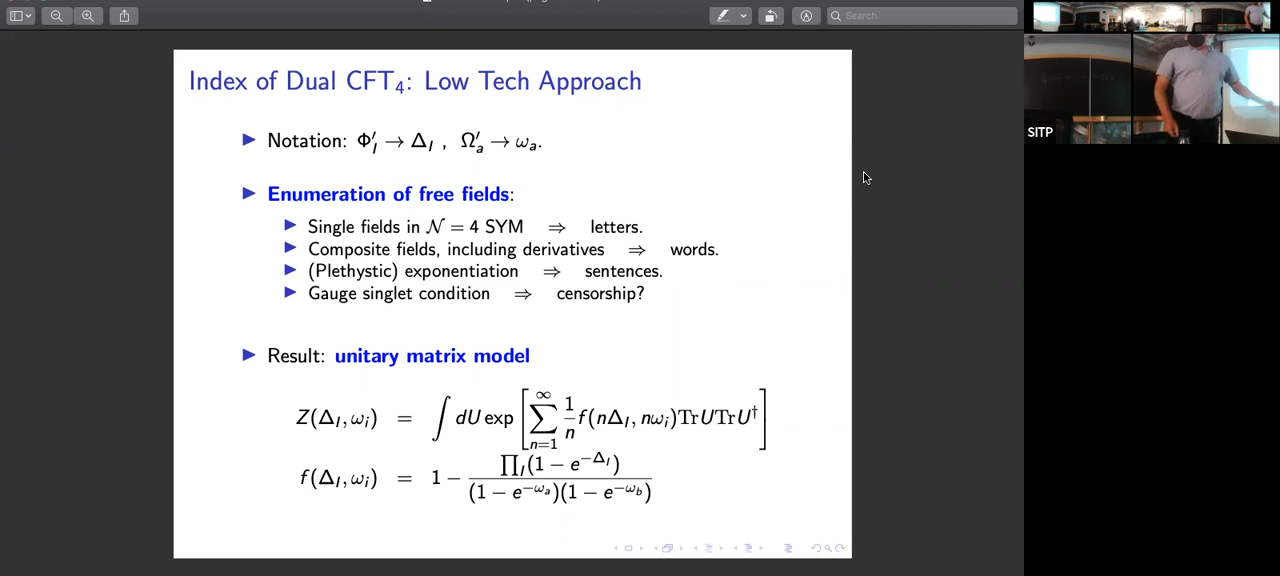 Search
Index of Dual CFT₄: Low Tech Approach
Notation: Φ′_I → Δ_I , Ω′_a → ω_a.
Enumeration of free fields:
Single fields in 𝒩 = 4 SYM ⇒ letters.
Composite fields, including derivatives ⇒ words.
(Plethystic) exponentiation ⇒ sentences.
Gauge singlet condition ⇒ censorship?
Result: unitary matrix model
Z(Δ_I, ω_i) = ∫ dU exp [ ∑_{n=1}^{∞} 1/n f(nΔ_I, nω_i)TrUTrU† ]
f(Δ_I, ω_i) = 1 − ∏_I(1 − e^{−Δ_I}) / (1 − e^{−ω_a})(1 − e^{−ω_b})
SITP